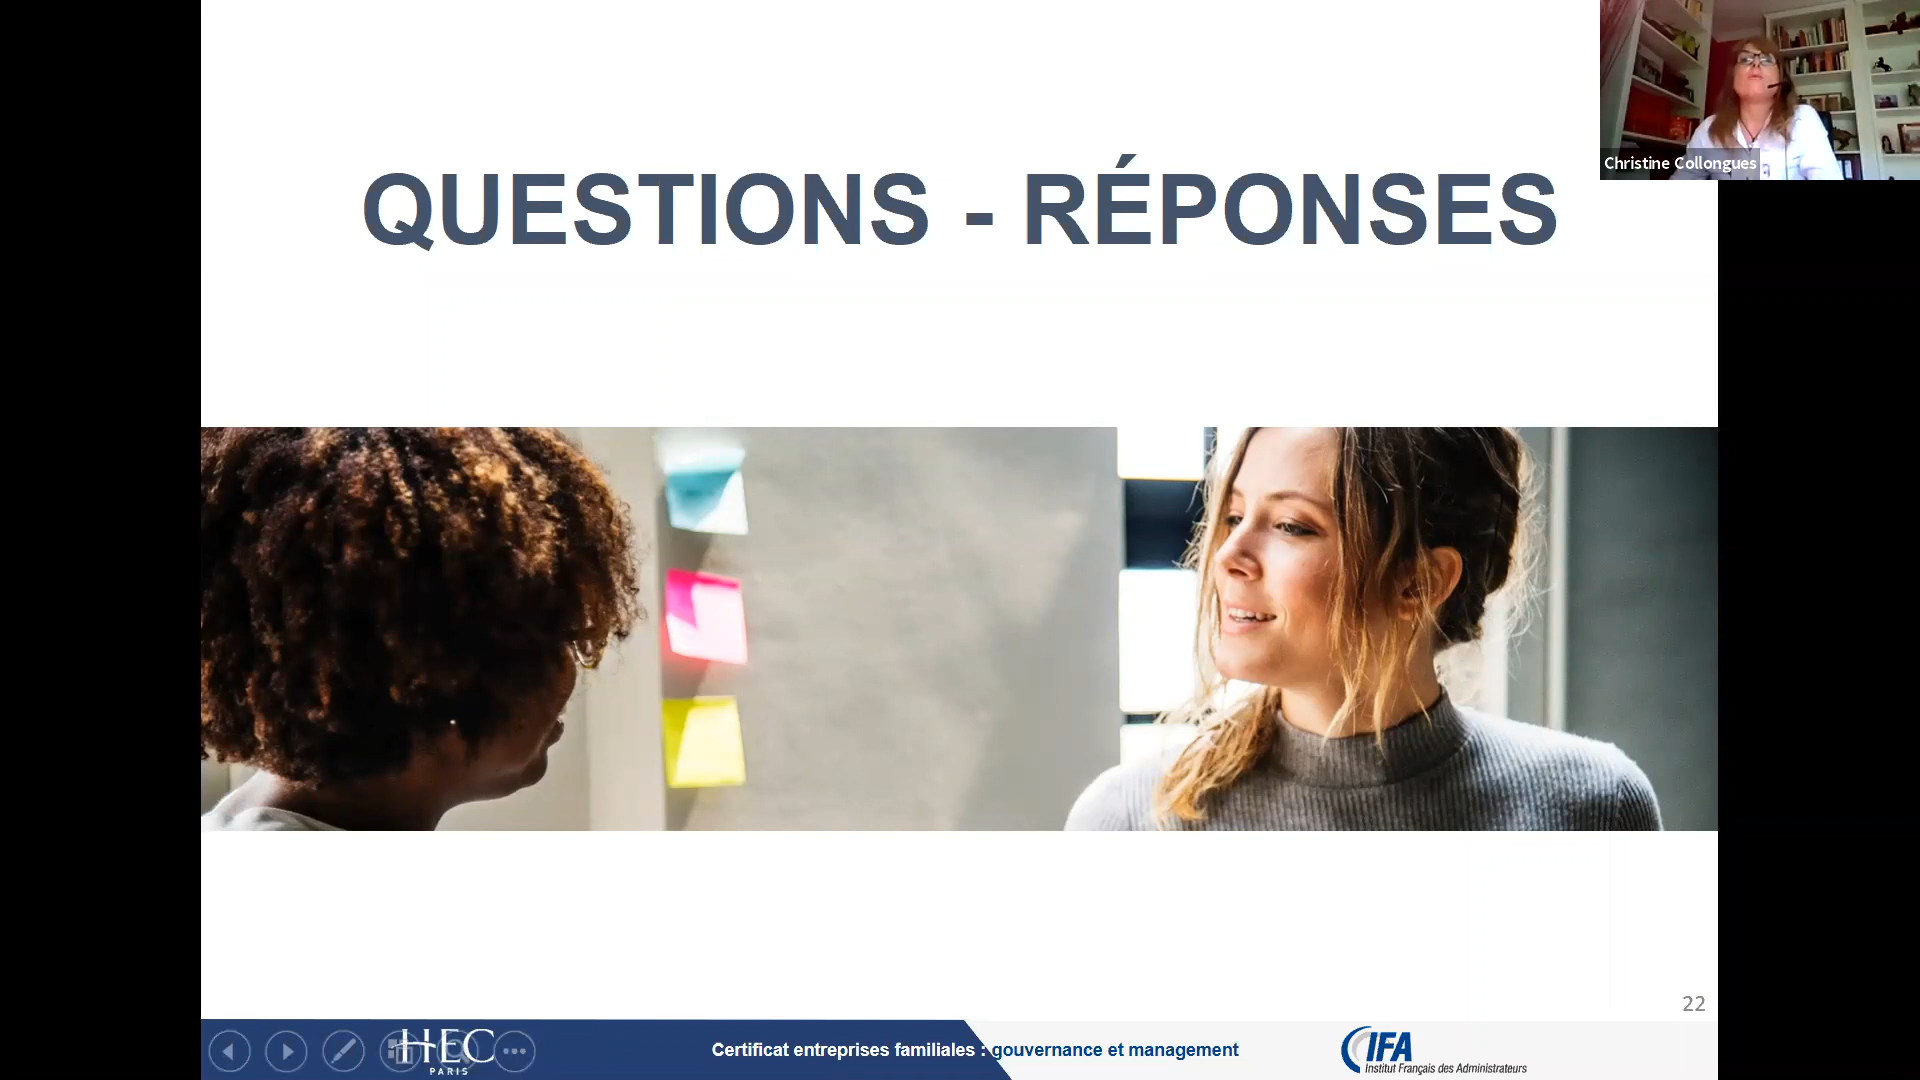 Christine Collongues
QUESTIONS - RÉPONSES
22
HEC
PARIS
Certificat entreprises familiales : gouvernance et management
IFA
Institut Français des Administrateurs